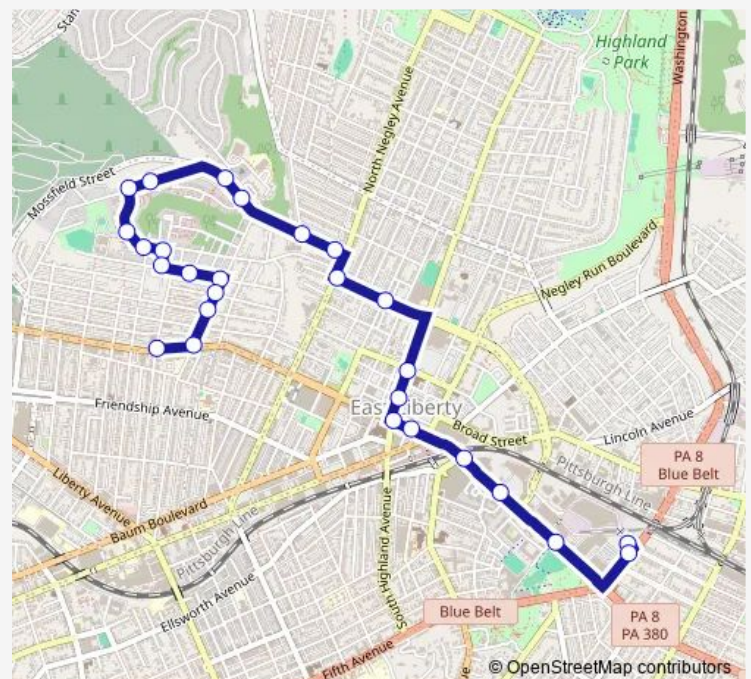 Stan
Highland
Park
Washington
North Negley Avenue
Mossfield Street
Negley Run Boulevard
Friendship Avenue
East Liberty
Broad Street
Lincoln Avenue
PA 8
Blue Belt
Liberty Avenue
Pittsburgh Line
Baum Boulevard
Pittsburgh Line
South Highland Avenue
Ellsworth Avenue
Blue Belt
PA 8
PA 380
Fifth Avenue
© OpenStreetMap contributors